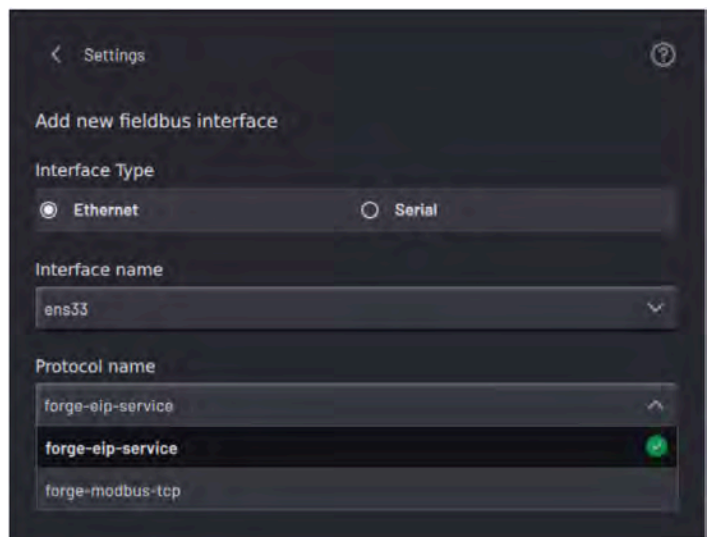 Settings
Add new fieldbus interface
Interface Type
Ethernet Serial
Interface name
ens33
Protocol name
forge-eip-service
forge-eip-service
forge-modbus-tcp